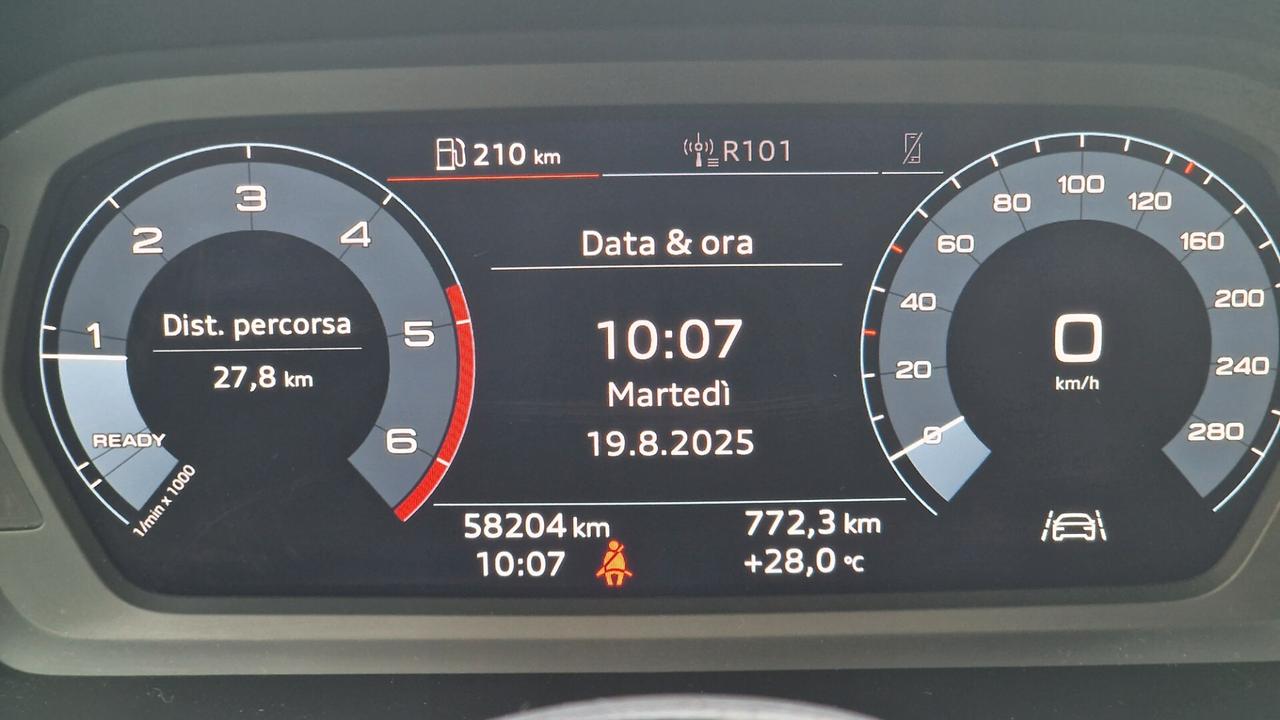 210 km
R101
1
2
3
4
5
6
READY
1/min x 1000
Dist. percorsa
27,8 km
Data & ora
10:07
Martedì
19.8.2025
58204 km
772,3 km
10:07
+28,0 °C
0
20
40
60
80
100
120
160
200
240
280
0
km/h